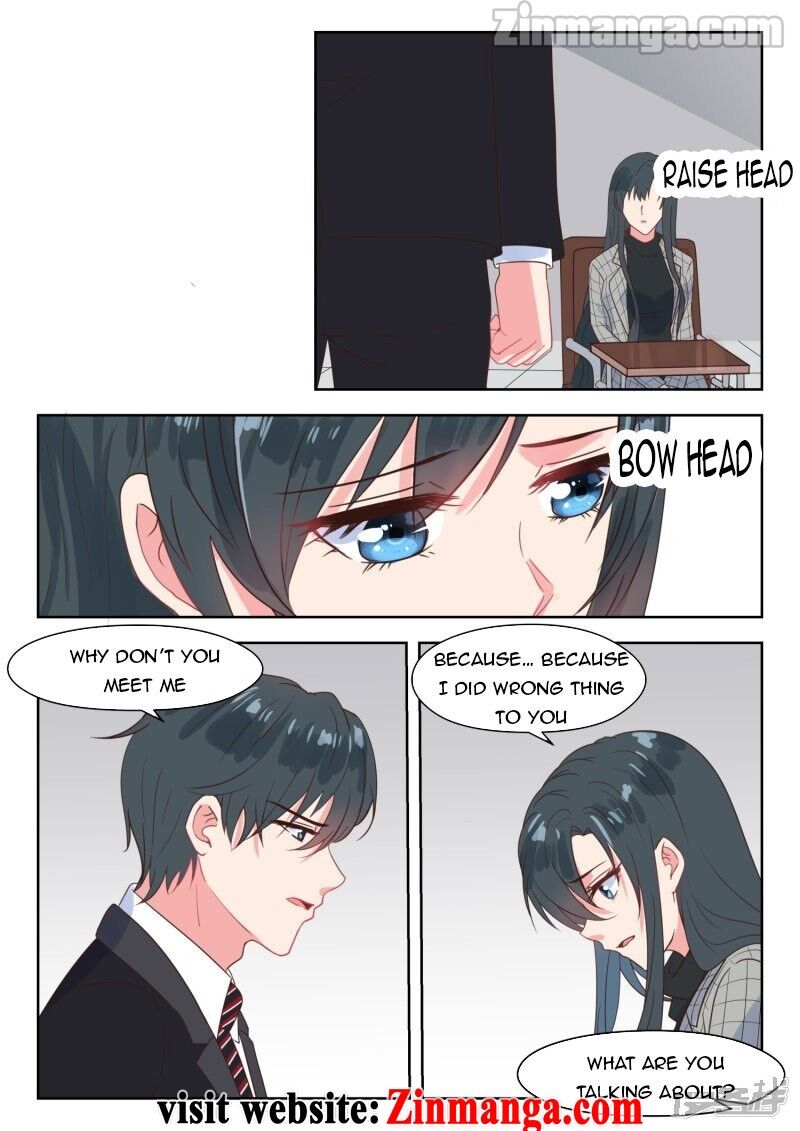 Zinmanga.com
RAISE HEAD
BOW HEAD
WHY DON'T YOU
MEET ME
BECAUSE... BECAUSE
I DID WRONG THING
TO YOU
WHAT ARE YOU
TALKING ABOUT?
visit website: Zinmanga.com